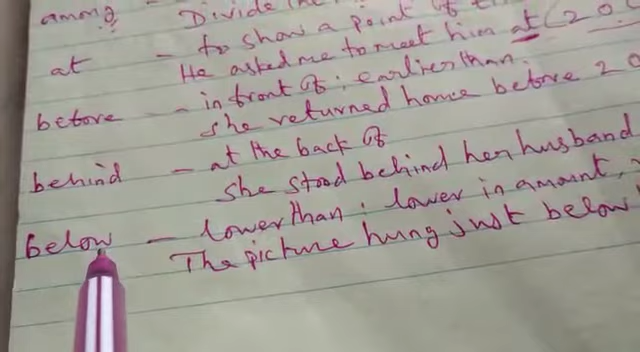 among - Divide the
at - to show a point of
He asked me to meet him at (20
before - in front of; earlier than.
She returned home before 20
behind - at the back of
She stood behind her husband
below - lower than; lower in amount,
The picture hung just below